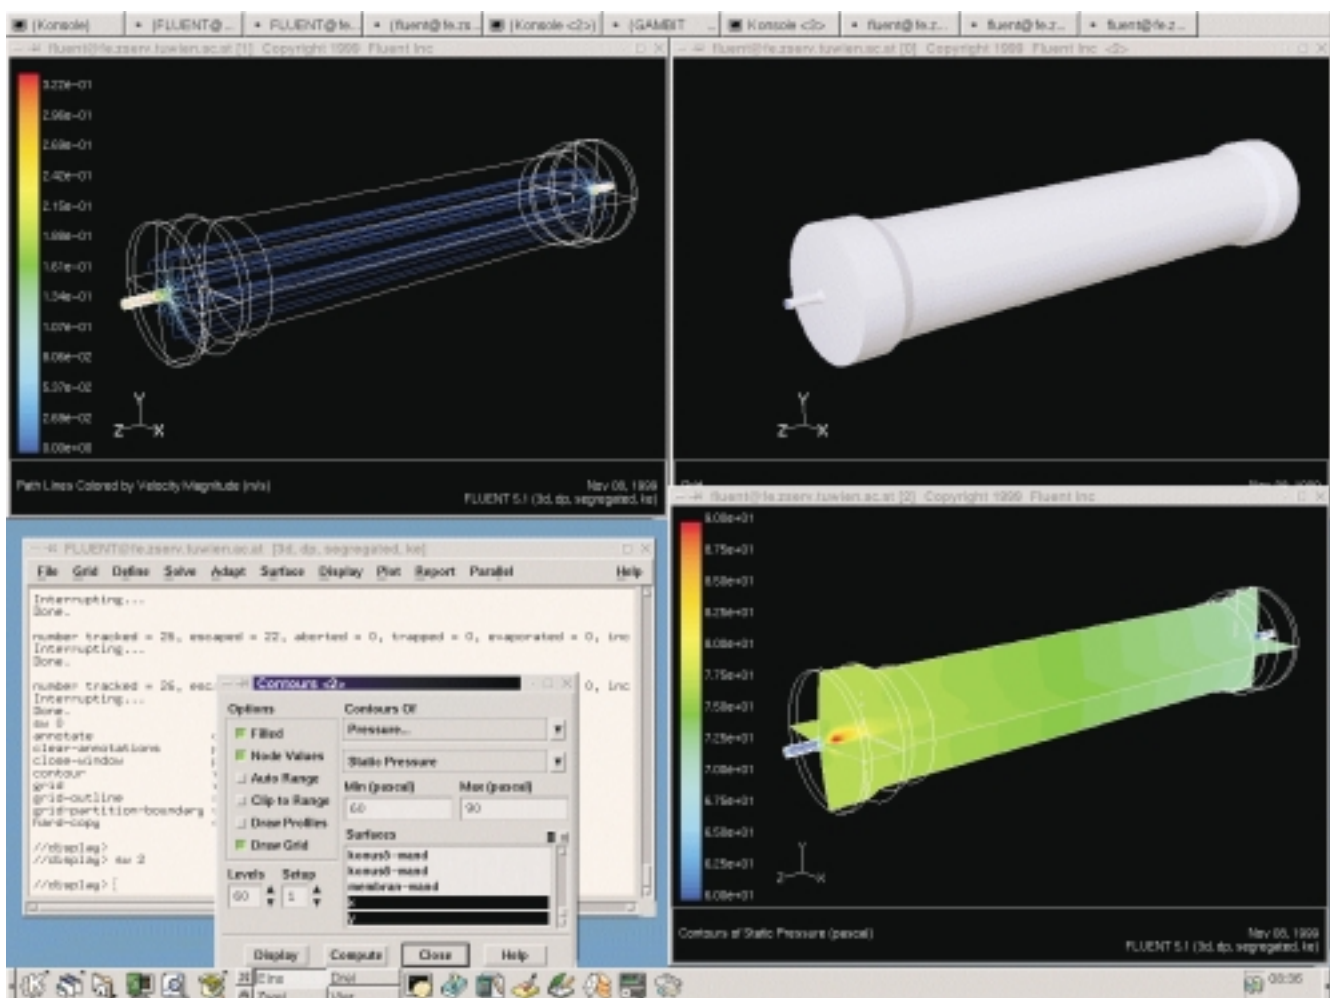 (Konsole)
(FLUENT@...
FLUENT@fe....
(fluent@fe.zs...
(Konsole <2>)
(GAMBIT ...
Konsole <3>
fluent@fe.z...
fluent@fe.z...
fluent@fe.z...
fluent@fe.zserv.tuwien.ac.at [1] Copyright 1999 Fluent Inc
3.22e-01
2.95e-01
2.68e-01
2.42e-01
2.15e-01
1.88e-01
1.61e-01
1.34e-01
1.07e-01
8.05e-02
5.37e-02
2.68e-02
0.00e+00
Y
Z X
Path Lines Colored by Velocity Magnitude (m/s)
Nov 08, 1999
FLUENT 5.1 (3d, dp, segregated, ke)
fluent@fe.zserv.tuwien.ac.at [0] Copyright 1999 Fluent Inc <2>
Y
Z X
FLUENT@fe.zserv.tuwien.ac.at [3d, dp, segregated, ke]
File Grid Define Solve Adapt Surface Display Plot Report Parallel Help
Interrupting...
Done.
number tracked = 26, escaped = 22, aborted = 0, trapped = 0, evaporated = 0, inc
Interrupting...
Done.
number tracked = 26, esc
0, inc
Interrupting...
Done.
sw 0
annotate
clear-annotations
close-window
contour
grid
grid-outline
grid-partition-boundary
hard-copy
//display>
//display> sw 2
//display> [
Contours <2>
Options
Filled
Node Values
Auto Range
Clip to Range
Draw Profiles
Draw Grid
Levels Setup
60 1
Contours Of
Pressure...
Static Pressure
Min (pascal) Max (pascal)
60 90
Surfaces
membran-wand
x
y
Display Compute Close Help
fluent@fe.zserv.tuwien.ac.at [2] Copyright 1999 Fluent Inc
9.00e+01
8.75e+01
8.50e+01
8.25e+01
8.00e+01
7.75e+01
7.50e+01
7.25e+01
7.00e+01
6.75e+01
6.50e+01
6.25e+01
6.00e+01
Y
Z X
Contours of Static Pressure (pascal)
Nov 08, 1999
FLUENT 5.1 (3d, dp, segregated, ke)
Eins Drei
08:36